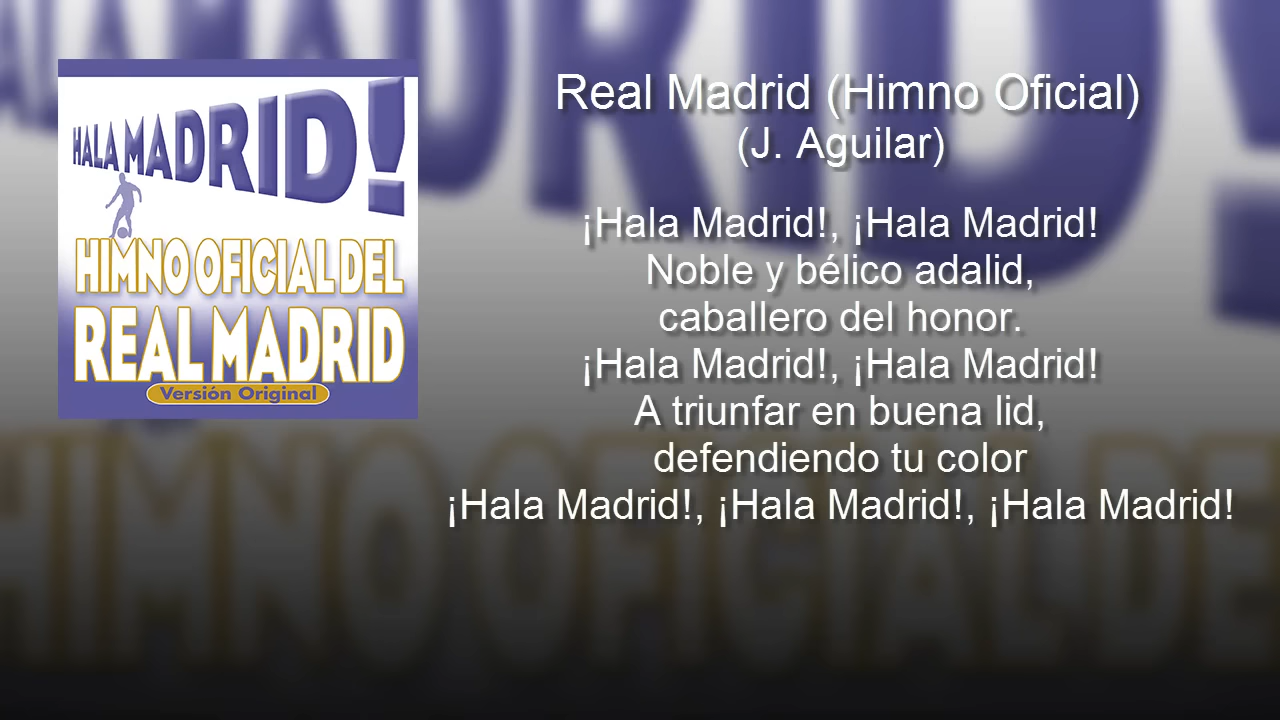 HALA MADRID!
HIMNO OFICIAL DEL
REAL MADRID
Versión Original
Real Madrid (Himno Oficial)
(J. Aguilar)
¡Hala Madrid!, ¡Hala Madrid!
Noble y bélico adalid,
caballero del honor.
¡Hala Madrid!, ¡Hala Madrid!
A triunfar en buena lid,
defendiendo tu color
¡Hala Madrid!, ¡Hala Madrid!, ¡Hala Madrid!